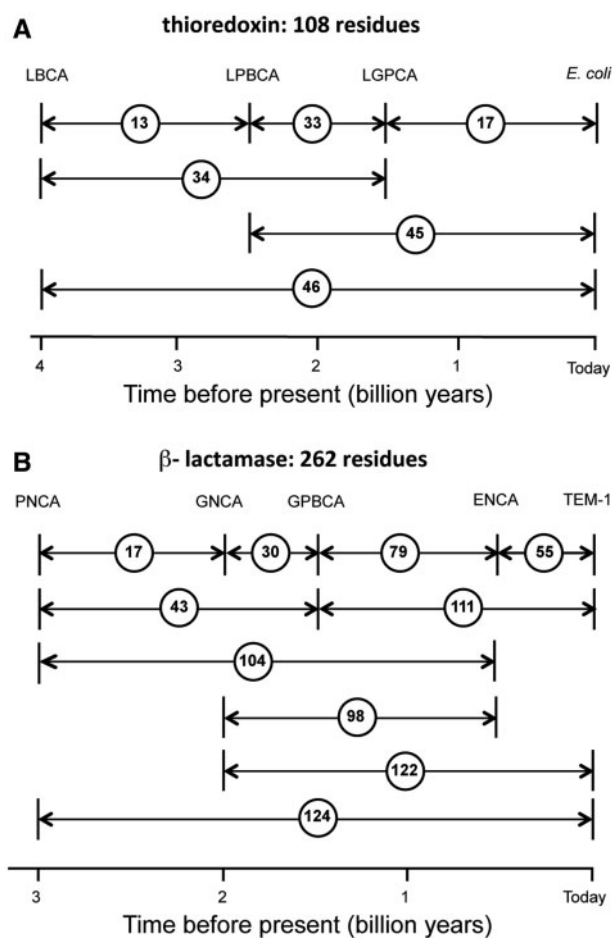 A
thioredoxin: 108 residues
LBCA LPBCA LGPCA E. coli
13 33 17
34
45
46
4 3 2 1 Today
Time before present (billion years)
B
β- lactamase: 262 residues
PNCA GNCA GPBCA ENCA TEM-1
17 30 79 55
43 111
104
98
122
124
3 2 1 Today
Time before present (billion years)